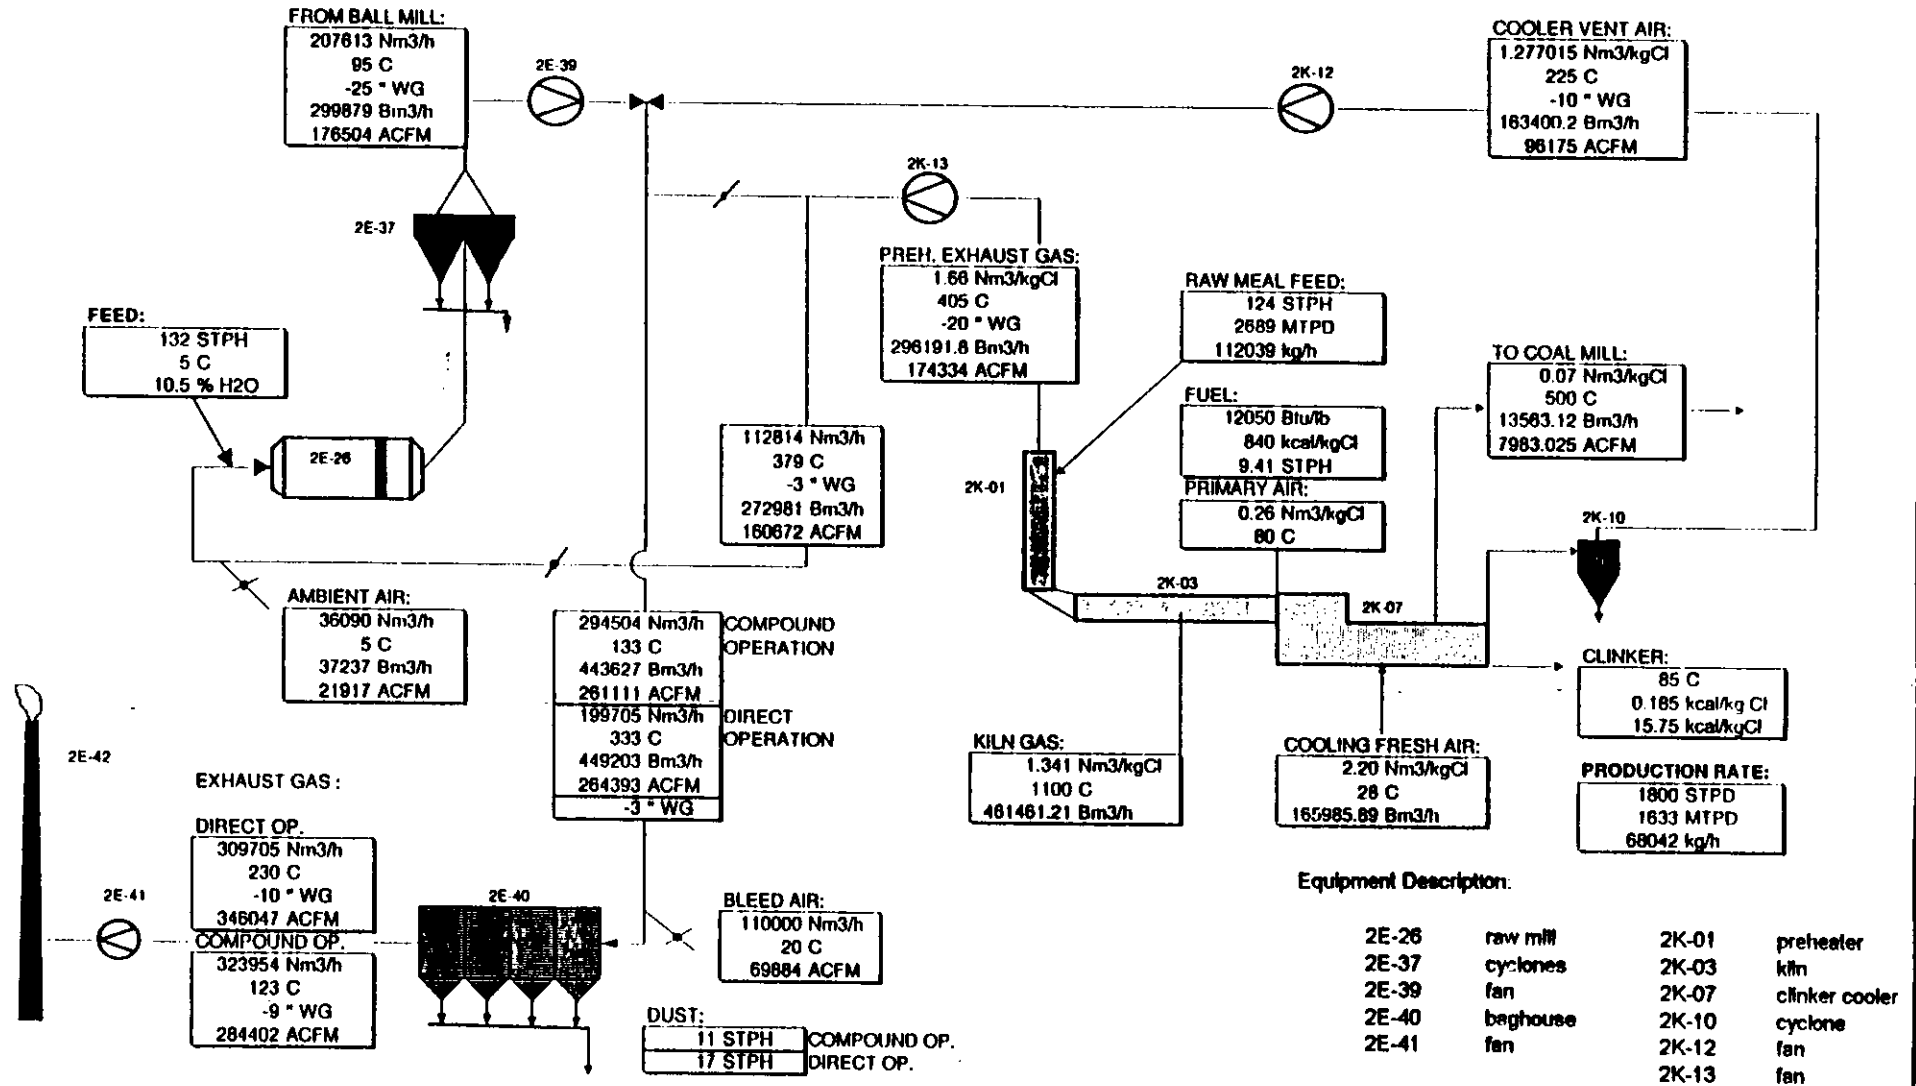 FROM BALL MILL:
207613 Nm3/h
95 C
-25 " WG
299879 Bm3/h
176504 ACFM
2E-39
2K-12
COOLER VENT AIR:
1.277015 Nm3/kgCl
225 C
-10 " WG
163400.2 Bm3/h
96175 ACFM
2K-13
2E-37
PREH. EXHAUST GAS:
1.66 Nm3/kgCl
405 C
-20 " WG
296191.8 Bm3/h
174334 ACFM
RAW MEAL FEED:
124 STPH
2689 MTPD
112039 kg/h
FEED:
132 STPH
5 C
10.5 % H2O
TO COAL MILL:
0.07 Nm3/kgCl
500 C
13563.12 Bm3/h
7983.025 ACFM
FUEL:
12050 Btu/lb
840 kcal/kgCl
9.41 STPH
2E-26
112814 Nm3/h
379 C
-3 " WG
272981 Bm3/h
160672 ACFM
2K-01
PRIMARY AIR:
0.26 Nm3/kgCl
80 C
2K-10
2K-03
2K-07
AMBIENT AIR:
36090 Nm3/h
5 C
37237 Bm3/h
21917 ACFM
294504 Nm3/h COMPOUND
133 C OPERATION
443627 Bm3/h
261111 ACFM
199705 Nm3/h DIRECT
333 C OPERATION
449203 Bm3/h
264393 ACFM
-3 " WG
CLINKER:
85 C
0.185 kcal/kg Cl
15.75 kcal/kgCl
2E-42
KILN GAS:
1.341 Nm3/kgCl
1100 C
461461.21 Bm3/h
COOLING FRESH AIR:
2.20 Nm3/kgCl
28 C
165985.89 Bm3/h
PRODUCTION RATE:
1800 STPD
1633 MTPD
68042 kg/h
EXHAUST GAS :
DIRECT OP.
309705 Nm3/h
230 C
-10 " WG
346047 ACFM
COMPOUND OP.
323954 Nm3/h
123 C
-9 " WG
284402 ACFM
2E-41
2E-40
BLEED AIR:
110000 Nm3/h
20 C
69884 ACFM
DUST:
11 STPH COMPOUND OP.
17 STPH DIRECT OP.
Equipment Description:
2E-26 raw mill 2K-01 preheater
2E-37 cyclones 2K-03 kiln
2E-39 fan 2K-07 clinker cooler
2E-40 baghouse 2K-10 cyclone
2E-41 fan 2K-12 fan
2K-13 fan